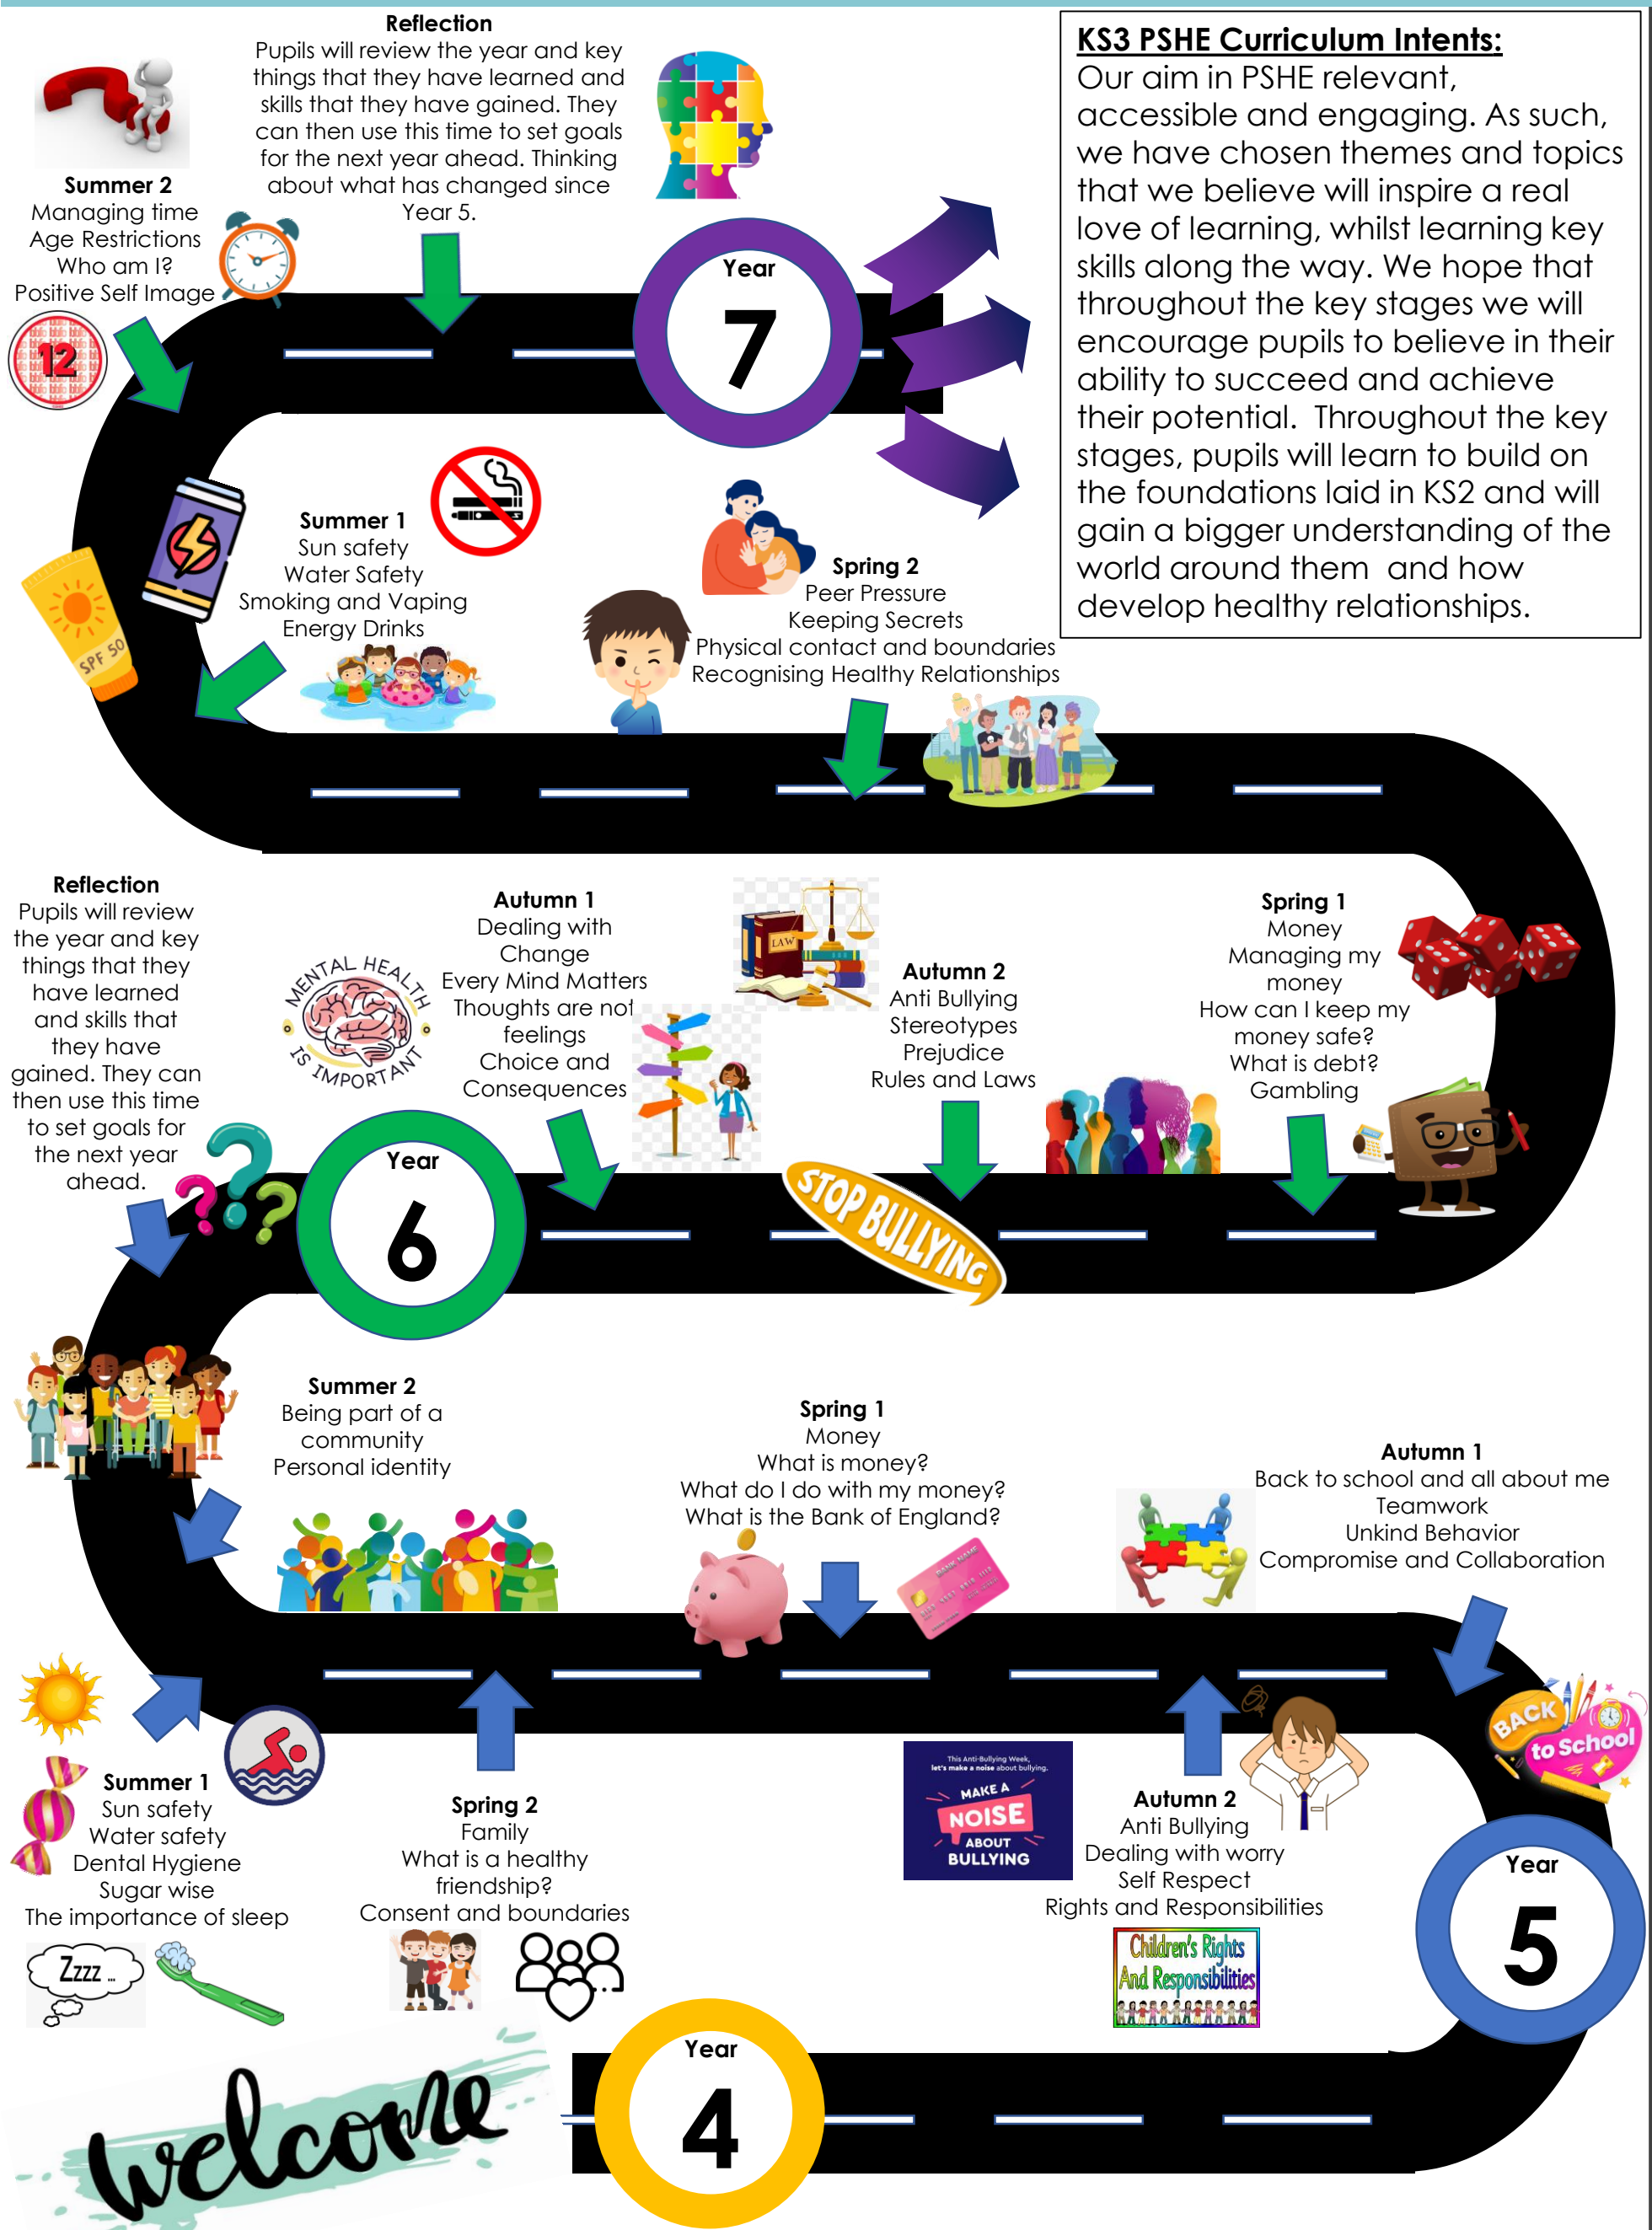 Reflection
Pupils will review the year and key
things that they have learned and
skills that they have gained. They
can then use this time to set goals
for the next year ahead. Thinking
about what has changed since
Year 5.
KS3 PSHE Curriculum Intents:
Our aim in PSHE relevant,
accessible and engaging. As such,
we have chosen themes and topics
that we believe will inspire a real
love of learning, whilst learning key
skills along the way. We hope that
throughout the key stages we will
encourage pupils to believe in their
ability to succeed and achieve
their potential. Throughout the key
stages, pupils will learn to build on
the foundations laid in KS2 and will
gain a bigger understanding of the
world around them and how
develop healthy relationships.
Summer 2
Managing time
Age Restrictions
Who am I?
Positive Self Image
12
Year
7
Summer 1
Sun safety
Water Safety
Smoking and Vaping
Energy Drinks
SPF 50
Spring 2
Peer Pressure
Keeping Secrets
Physical contact and boundaries
Recognising Healthy Relationships
Reflection
Pupils will review
the year and key
things that they
have learned
and skills that
they have
gained. They can
then use this time
to set goals for
the next year
ahead.
MENTAL HEALTH
IS IMPORTANT
Autumn 1
Dealing with
Change
Every Mind Matters
Thoughts are not
feelings
Choice and
Consequences
LAW
Autumn 2
Anti Bullying
Stereotypes
Prejudice
Rules and Laws
Spring 1
Money
Managing my
money
How can I keep my
money safe?
What is debt?
Gambling
Year
6
STOP BULLYING
Summer 2
Being part of a
community
Personal identity
Spring 1
Money
What is money?
What do I do with my money?
What is the Bank of England?
BANK NAME
Autumn 1
Back to school and all about me
Teamwork
Unkind Behavior
Compromise and Collaboration
BACK
to School
Summer 1
Sun safety
Water safety
Dental Hygiene
Sugar wise
The importance of sleep
Zzzz ...
Spring 2
Family
What is a healthy
friendship?
Consent and boundaries
This Anti-Bullying Week,
let's make a noise about bullying.
MAKE A
NOISE
ABOUT
BULLYING
Autumn 2
Anti Bullying
Dealing with worry
Self Respect
Rights and Responsibilities
Children's Rights
And Responsibilities
Year
5
welcome
Year
4